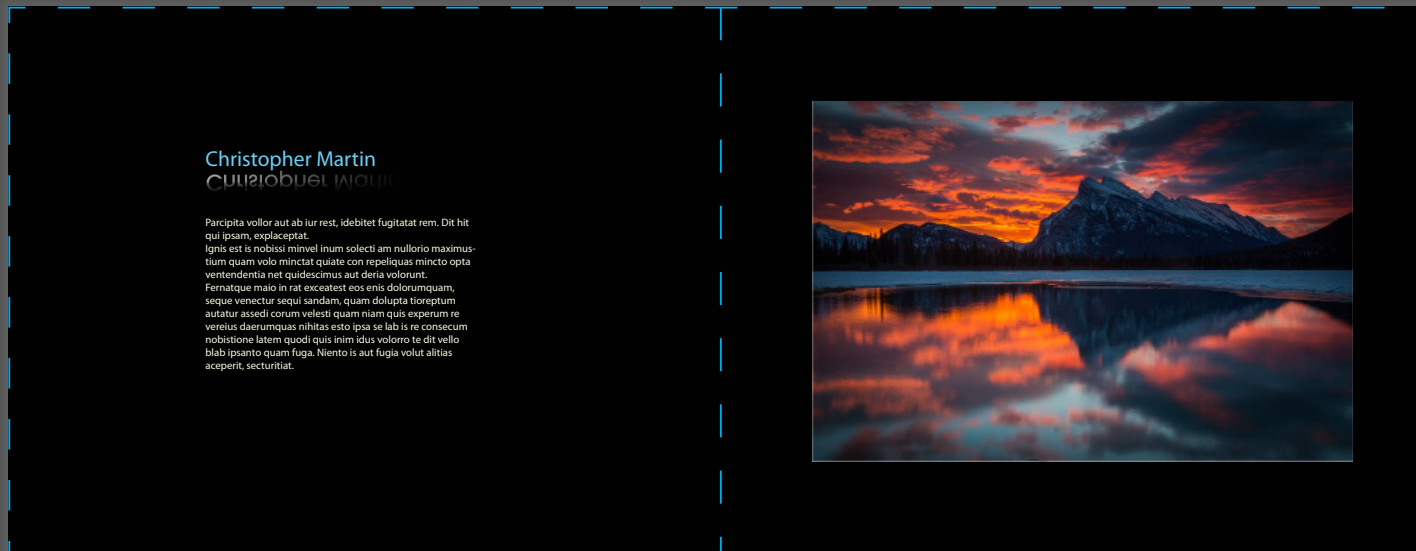 Christopher Martin
Christopher Martin
Parcipita vollor aut ab iur rest, idebitet fugitatat rem. Dit hit
qui ipsam, explaceptat.
Ignis est is nobissi minvel inum solecti am nullorio maximus-
tium quam volo minctat quiate con repeliquas mincto opta
ventendentia net quidescimus aut deria volorunt.
Fernatque maio in rat exceatest eos enis dolorumquam,
seque venectur sequi sandam, quam dolupta tioreptum
autatur assedi corum velesti quam niam quis experum re
vereius daerumquas nihitas esto ipsa se lab is re consecum
nobistione latem quodi quis inim idus volorro te dit vello
blab ipsanto quam fuga. Niento is aut fugia volut alitias
aceperit, secturitiat.